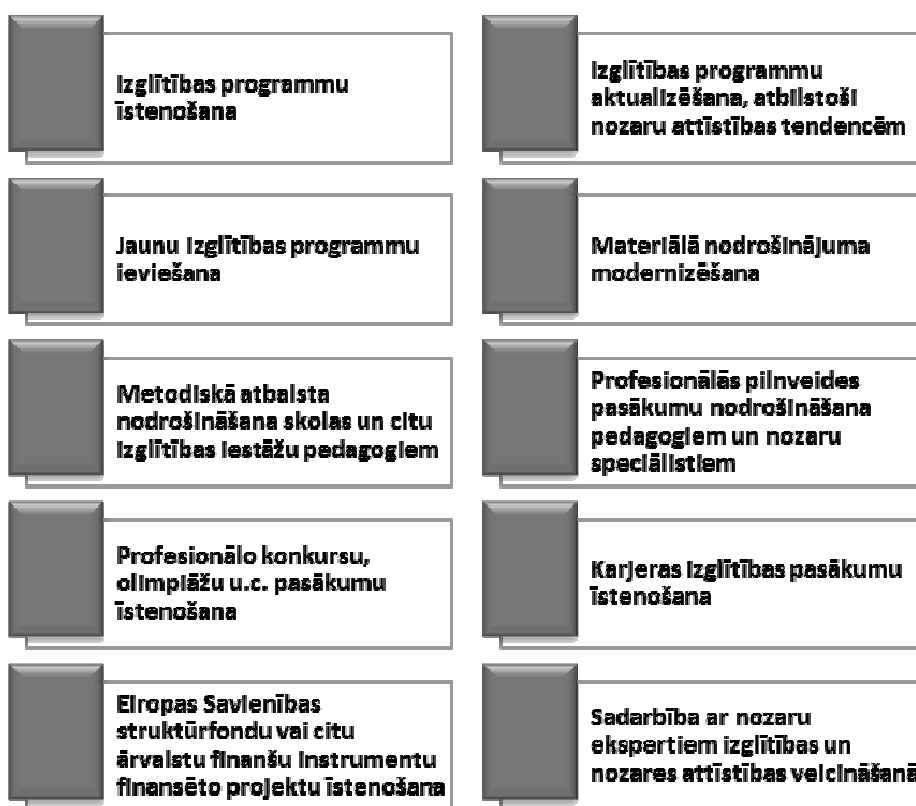 Izglītības programmu
īstenošana
Izglītības programmu
aktualizēšana, atbilstoši
nozaru attīstības tendencēm
Jaunu izglītības programmu
ieviešana
Materiālā nodrošinājuma
modernizēšana
Metodiskā atbalsta
nodrošināšana skolas un citu
izglītības iestāžu pedagogiem
Profesionālās pilnveides
pasākumu nodrošināšana
pedagogiem un nozaru
speciālistiem
Profesionālo konkursu,
olimpiāžu u.c. pasākumu
īstenošana
Karjeras izglītības pasākumu
īstenošana
Eiropas Savienības
struktūrfondu vai citu
ārvalstu finanšu instrumentu
finansēto projektu īstenošana
Sadarbība ar nozaru
ekspertiem izglītības un
nozares attīstības veicināšanā